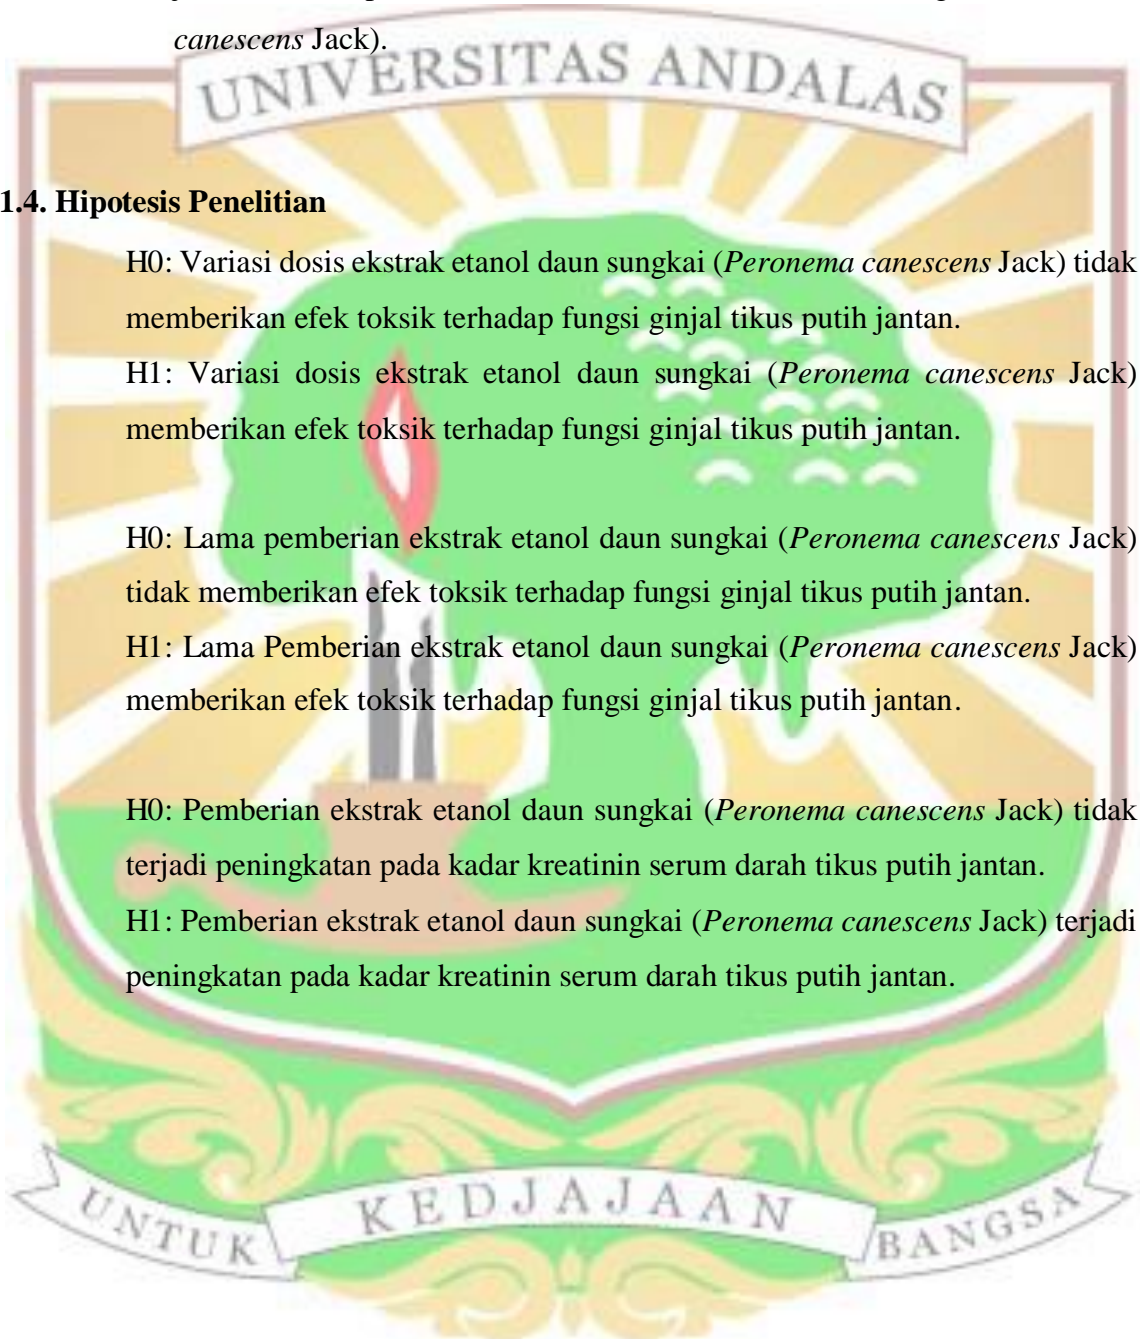 canescens Jack).
UNIVERSITAS ANDALAS
1.4. Hipotesis Penelitian
H0: Variasi dosis ekstrak etanol daun sungkai (Peronema canescens Jack) tidak
memberikan efek toksik terhadap fungsi ginjal tikus putih jantan.
H1: Variasi dosis ekstrak etanol daun sungkai (Peronema canescens Jack)
memberikan efek toksik terhadap fungsi ginjal tikus putih jantan.
H0: Lama pemberian ekstrak etanol daun sungkai (Peronema canescens Jack)
tidak memberikan efek toksik terhadap fungsi ginjal tikus putih jantan.
H1: Lama Pemberian ekstrak etanol daun sungkai (Peronema canescens Jack)
memberikan efek toksik terhadap fungsi ginjal tikus putih jantan.
H0: Pemberian ekstrak etanol daun sungkai (Peronema canescens Jack) tidak
terjadi peningkatan pada kadar kreatinin serum darah tikus putih jantan.
H1: Pemberian ekstrak etanol daun sungkai (Peronema canescens Jack) terjadi
peningkatan pada kadar kreatinin serum darah tikus putih jantan.
UNTUK KEDJAJAAN BANGSA